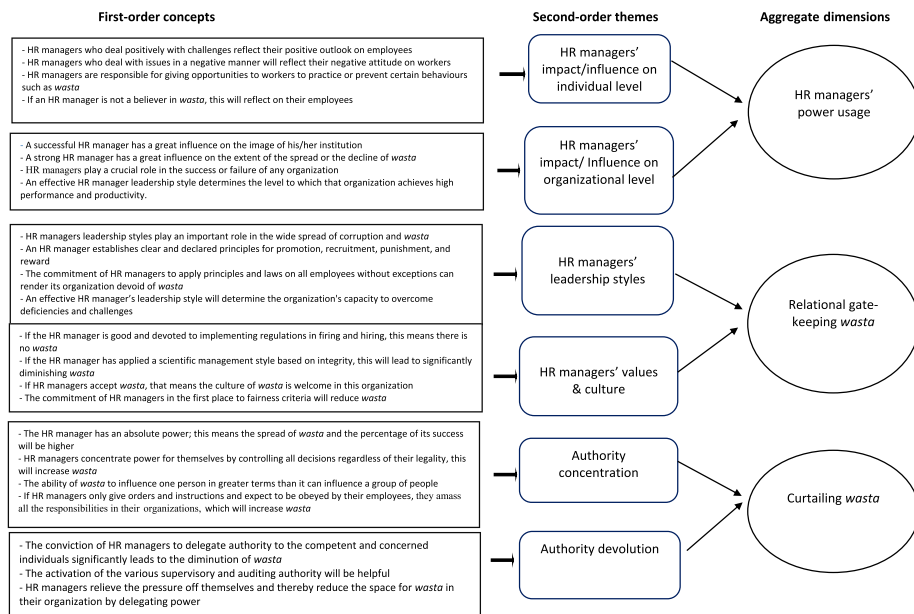 First-order concepts
Second-order themes
Aggregate dimensions
- HR managers who deal positively with challenges reflect their positive outlook on employees
- HR managers who deal with issues in a negative manner will reflect their negative attitude on workers
- HR managers are responsible for giving opportunities to workers to practice or prevent certain behaviours
such as wasta
- If an HR manager is not a believer in wasta, this will reflect on their employees
HR managers'
impact/influence on
individual level
HR managers'
power usage
- A successful HR manager has a great influence on the image of his/her institution
- A strong HR manager has a great influence on the extent of the spread or the decline of wasta
- HR managers play a crucial role in the success or failure of any organization
- An effective HR manager leadership style determines the level to which that organization achieves high
performance and productivity.
HR managers'
impact/ Influence on
organizational level
- HR managers leadership styles play an important role in the wide spread of corruption and wasta
- An HR manager establishes clear and declared principles for promotion, recruitment, punishment, and
reward
- The commitment of HR managers to apply principles and laws on all employees without exceptions can
render its organization devoid of wasta
- An effective HR manager's leadership style will determine the organization's capacity to overcome
deficiencies and challenges
HR managers'
leadership styles
Relational gate-
keeping wasta
- If the HR manager is good and devoted to implementing regulations in firing and hiring, this means there is
no wasta
- If the HR manager has applied a scientific management style based on integrity, this will lead to significantly
diminishing wasta
- If HR managers accept wasta, that means the culture of wasta is welcome in this organization
- The commitment of HR managers in the first place to fairness criteria will reduce wasta
HR managers' values
& culture
- The HR manager has an absolute power; this means the spread of wasta and the percentage of its success
will be higher
- HR managers concentrate power for themselves by controlling all decisions regardless of their legality, this
will increase wasta
- The ability of wasta to influence one person in greater terms than it can influence a group of people
- If HR managers only give orders and instructions and expect to be obeyed by their employees, they amass
all the responsibilities in their organizations, which will increase wasta
Authority
concentration
Curtailing wasta
- The conviction of HR managers to delegate authority to the competent and concerned
individuals significantly leads to the diminution of wasta
- The activation of the various supervisory and auditing authority will be helpful
- HR managers relieve the pressure off themselves and thereby reduce the space for wasta in
their organization by delegating power
Authority devolution